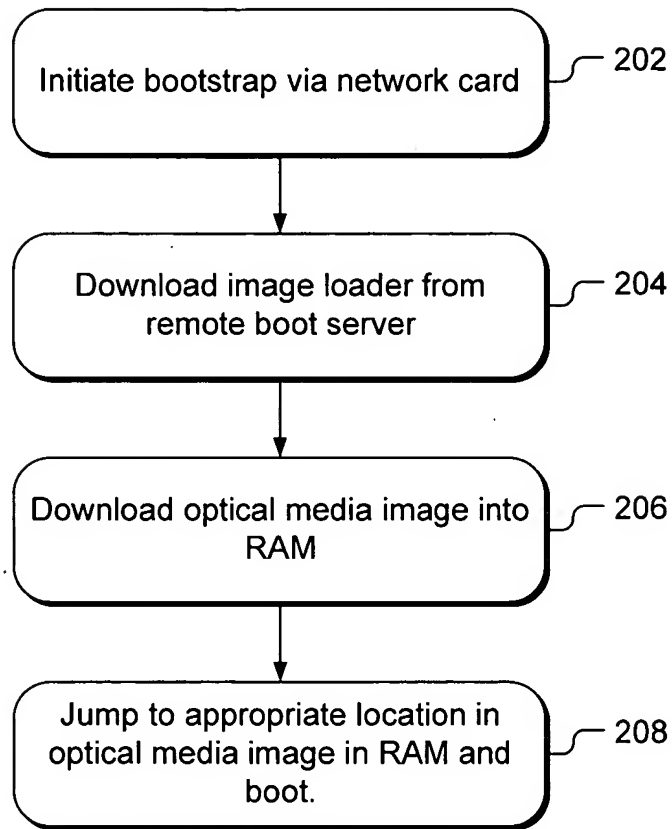 Initiate bootstrap via network card
202
Download image loader from
remote boot server
204
Download optical media image into
RAM
206
Jump to appropriate location in
optical media image in RAM and
boot.
208